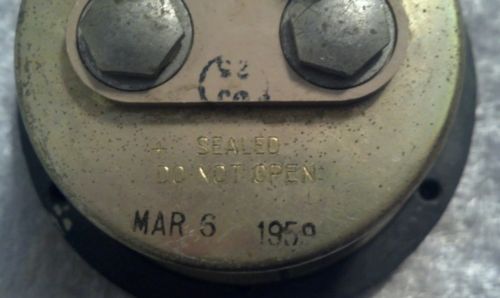 + SEALED
DO NOT OPEN
MAR 6 1959